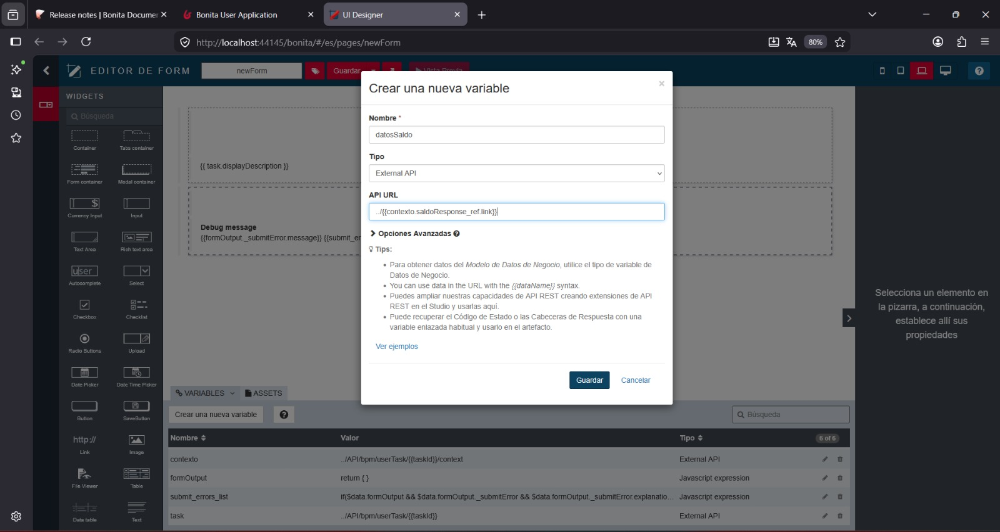 Release notes | Bonita Documen
Bonita User Application
UI Designer
http://localhost:44145/bonita/#/es/pages/newForm
80%
EDITOR DE FORM
newForm
Guardar
Vista Previa
WIDGETS
Búsqueda
Container
Tabs container
Form container
Modal container
$
Currency Input
Input
Text Area
Rich text area
user
Autocomplete
Select
Checkbox
Checklist
Radio Buttons
Upload
Date Picker
Date Time Picker
Button
SaveButton
http://
Link
Image
File Viewer
Table
Data table
Text
{{ task.displayDescription }}
Debug message
{{formOutput._submitError.message}} {{submit_er
Crear una nueva variable
Nombre *
datosSaldo
Tipo
External API
API URL
../{{contexto.saldoResponse_ref.link}}
Opciones Avanzadas ?
Tips:
• Para obtener datos del Modelo de Datos de Negocio, utilice el tipo de variable de
Datos de Negocio.
• You can use data in the URL with the {{dataName}} syntax.
• Puedes ampliar nuestras capacidades de API REST creando extensiones de API
REST en el Studio y usarlas aquí.
• Puede recuperar el Código de Estado o las Cabeceras de Respuesta con una
variable enlazada habitual y usarlo en el artefacto.
Ver ejemplos
Guardar
Cancelar
Selecciona un elemento en
la pizarra, a continuación,
establece allí sus
propiedades
VARIABLES
ASSETS
Crear una nueva variable
?
Búsqueda
Nombre
Valor
Tipo
6 of 6
contexto
../API/bpm/userTask/{{taskId}}/context
External API
formOutput
return { }
Javascript expression
submit_errors_list
if($data.formOutput && $data.formOutput._submitError && $data.formOutput._submitError.explanatio...
Javascript expression
task
../API/bpm/userTask/{{taskId}}
External API